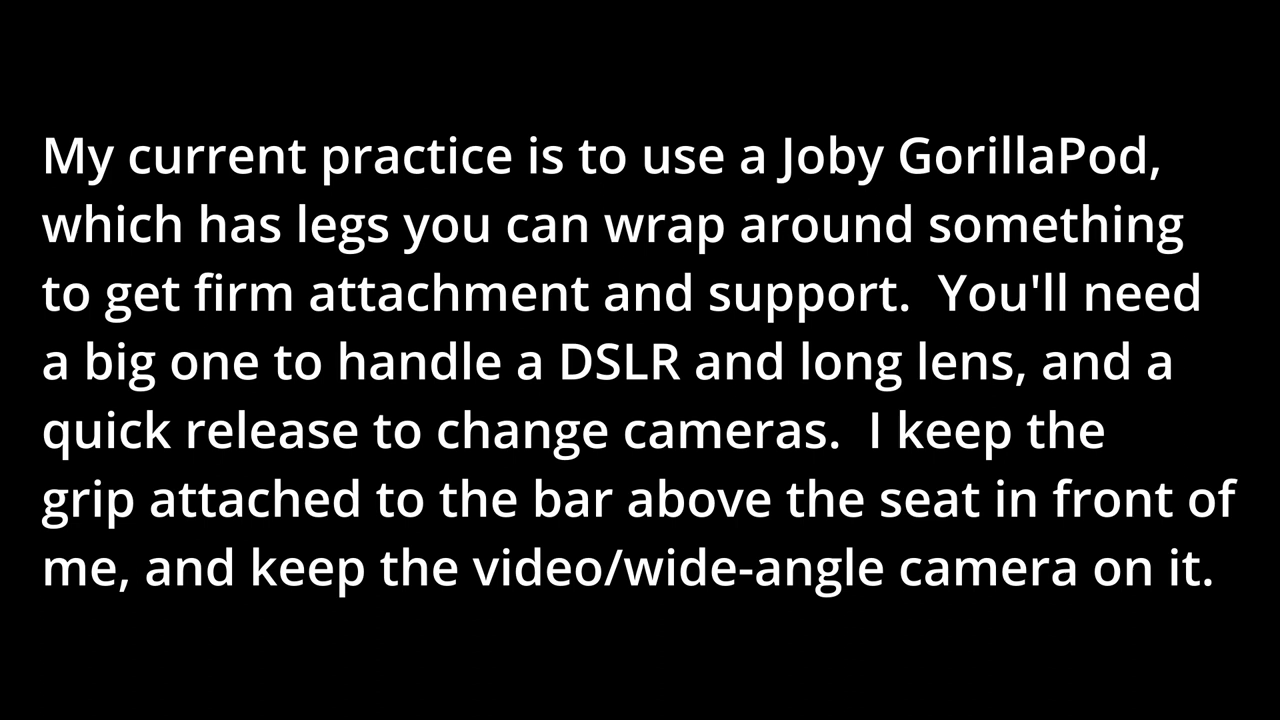 My current practice is to use a Joby GorillaPod,
which has legs you can wrap around something
to get firm attachment and support.  You'll need
a big one to handle a DSLR and long lens, and a
quick release to change cameras.  I keep the
grip attached to the bar above the seat in front of
me, and keep the video/wide-angle camera on it.